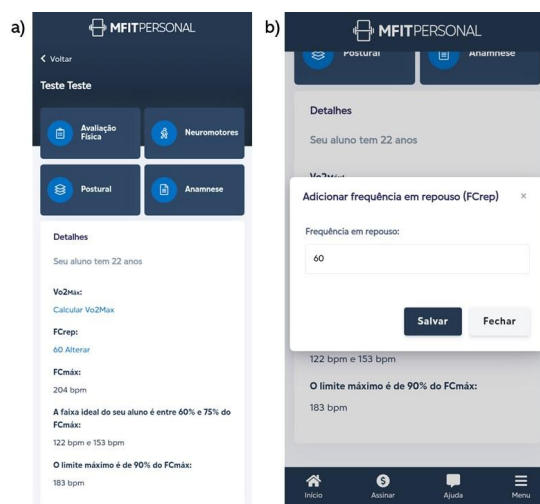 a)
MFITPERSONAL
Voltar
Teste Teste
Avaliação
Física
Neuromotores
Postural
Anamnese
Detalhes
Seu aluno tem 22 anos
Vo2Máx:
Calcular Vo2Max
FCrep:
60 Alterar
FCmáx:
204 bpm
A faixa ideal do seu aluno é entre 60% e 75% do
FCmáx:
122 bpm e 153 bpm
O limite máximo é de 90% do FCmáx:
183 bpm
b)
MFITPERSONAL
Postural
Anamnese
Detalhes
Seu aluno tem 22 anos
Vo2Máx:
Adicionar frequência em repouso (FCrep) ×
Frequência em repouso:
60
Salvar
Fechar
122 bpm e 153 bpm
O limite máximo é de 90% do FCmáx:
183 bpm
Início
Assinar
Ajuda
Menu